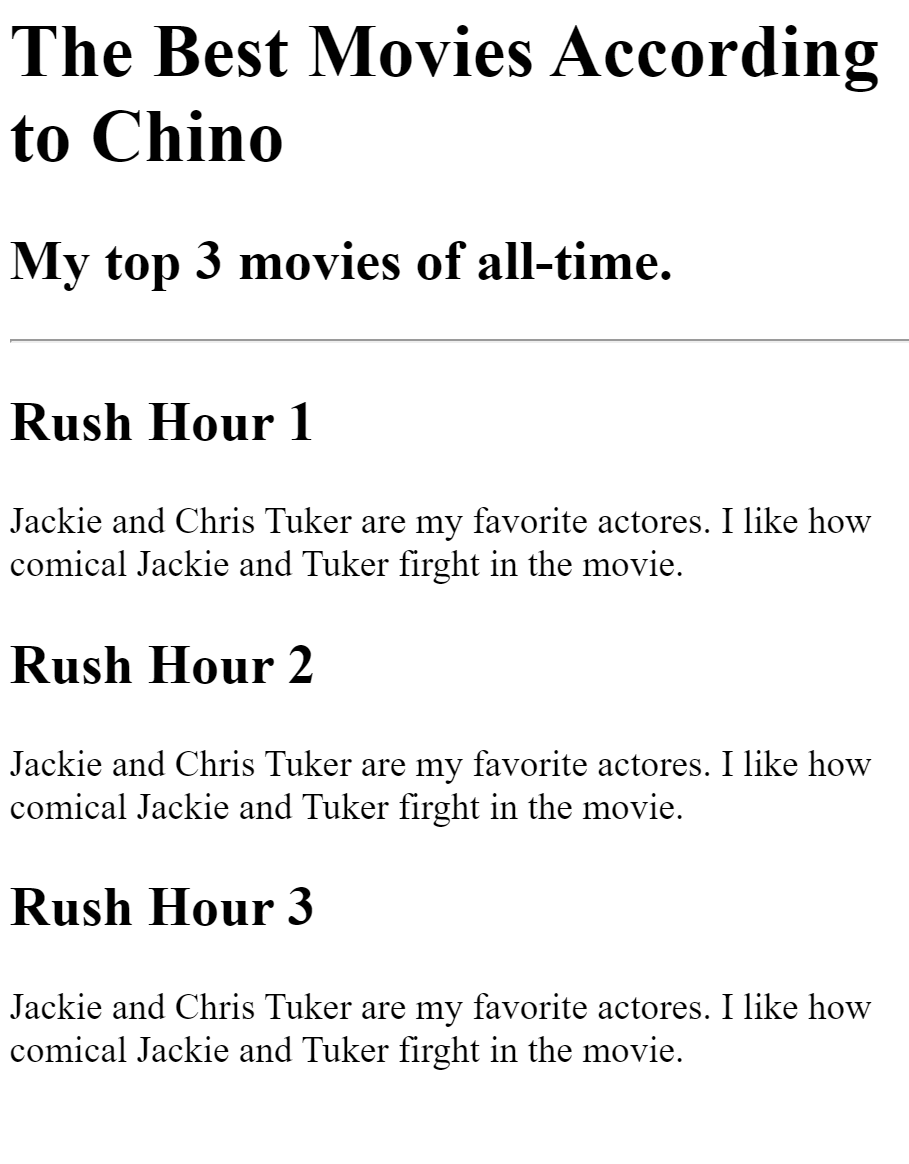 The Best Movies According
to Chino
My top 3 movies of all-time.
Rush Hour 1
Jackie and Chris Tuker are my favorite actores. I like how
comical Jackie and Tuker firght in the movie.
Rush Hour 2
Jackie and Chris Tuker are my favorite actores. I like how
comical Jackie and Tuker firght in the movie.
Rush Hour 3
Jackie and Chris Tuker are my favorite actores. I like how
comical Jackie and Tuker firght in the movie.